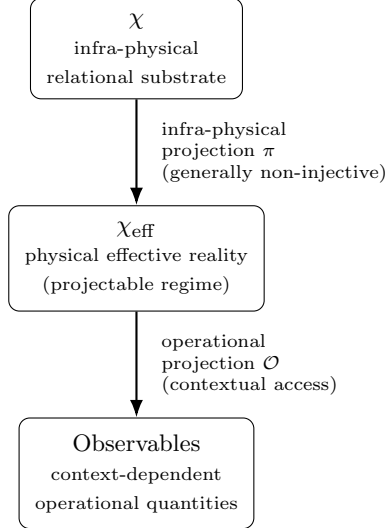 χ
infra-physical
relational substrate
infra-physical
projection π
(generally non-injective)
χeff
physical effective reality
(projectable regime)
operational
projection 𝒪
(contextual access)
Observables
context-dependent
operational quantities